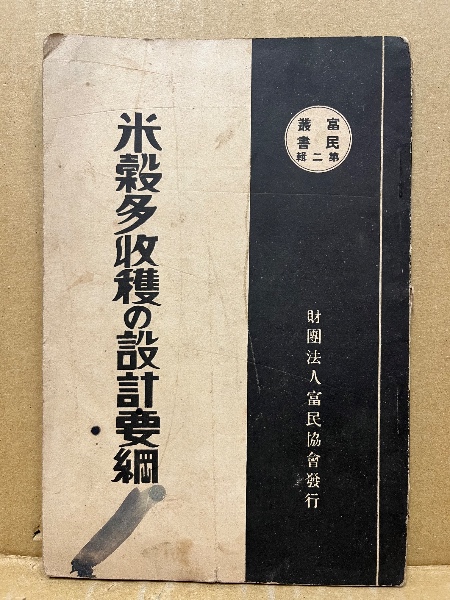 富民
叢書
第二輯
米穀多收穫の設計要綱
財團法人富民協會發行